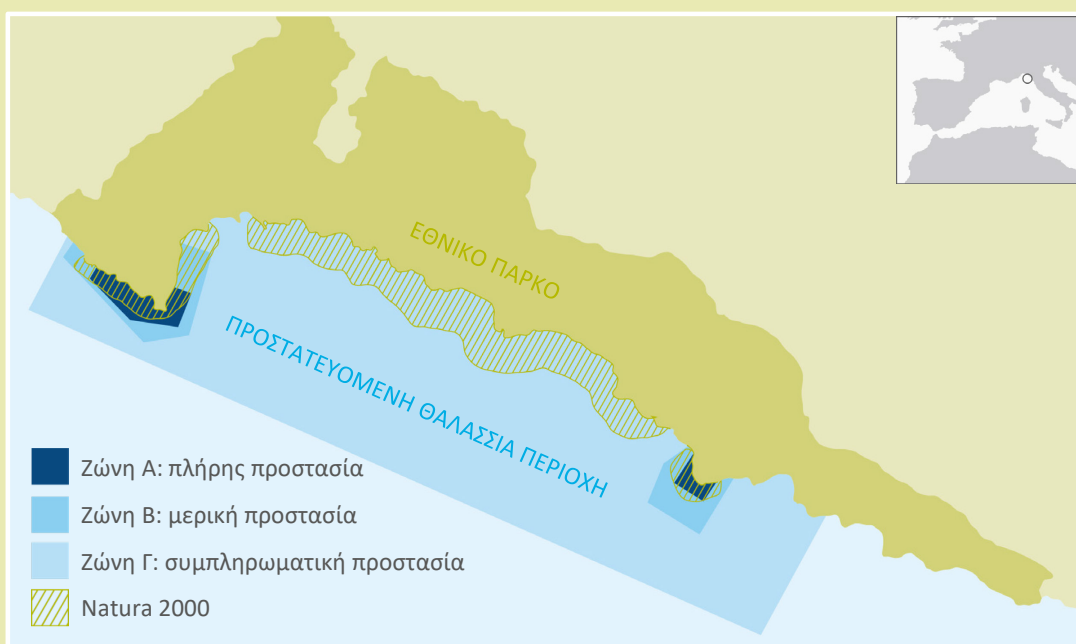 ΕΘΝΙΚΟ ΠΑΡΚΟ
ΠΡΟΣΤΑΤΕΥΟΜΕΝΗ ΘΑΛΑΣΣΙΑ ΠΕΡΙΟΧΗ
Ζώνη Α: πλήρης προστασία
Ζώνη Β: μερική προστασία
Ζώνη Γ: συμπληρωματική προστασία
Natura 2000